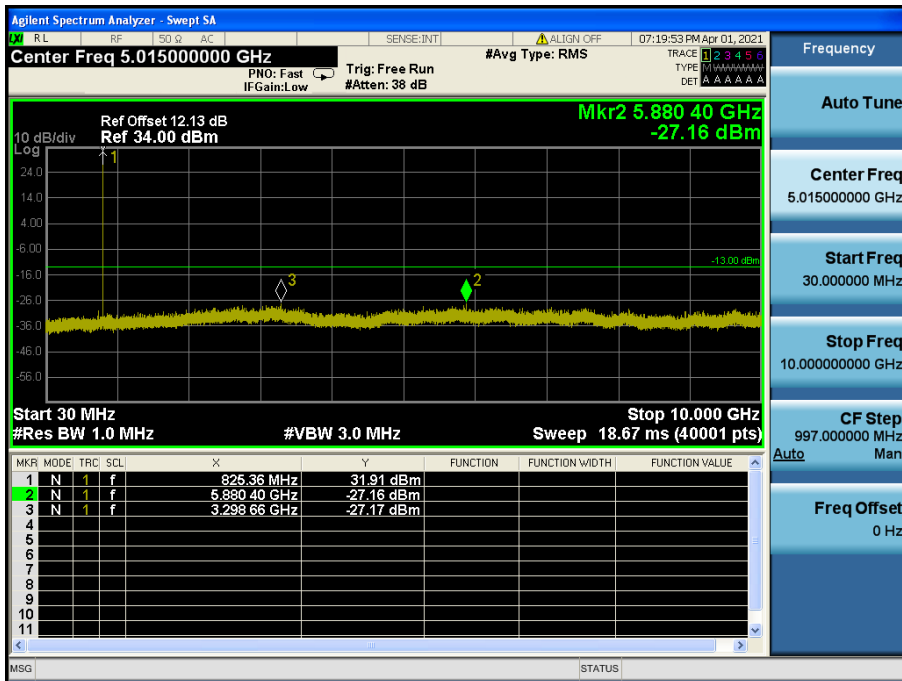 Agilent Spectrum Analyzer - Swept SA
LXI RL RF 50 Ω AC SENSE:INT ALIGN OFF 07:19:53 PM Apr 01, 2021
Center Freq 5.015000000 GHz #Avg Type: RMS TRACE 1 2 3 4 5 6
PNO: Fast Trig: Free Run TYPE M WWWWW
IFGain:Low #Atten: 38 dB DET A A A A A A
Mkr2 5.880 40 GHz
Ref Offset 12.13 dB
10 dB/div Ref 34.00 dBm -27.16 dBm
Log
1
24.0
14.0
4.00
-6.00
-13.00 dBm
-16.0
3 2
-26.0
-36.0
-46.0
-56.0
Start 30 MHz Stop 10.000 GHz
#Res BW 1.0 MHz #VBW 3.0 MHz Sweep 18.67 ms (40001 pts)
MKR MODE TRC SCL X Y FUNCTION FUNCTION WIDTH FUNCTION VALUE
1 N 1 f 825.36 MHz 31.91 dBm
2 N 1 f 5.880 40 GHz -27.16 dBm
3 N 1 f 3.298 66 GHz -27.17 dBm
4
5
6
7
8
9
10
11
MSG STATUS
Frequency
Auto Tune
Center Freq
5.015000000 GHz
Start Freq
30.000000 MHz
Stop Freq
10.000000000 GHz
CF Step
997.000000 MHz
Auto Man
Freq Offset
0 Hz